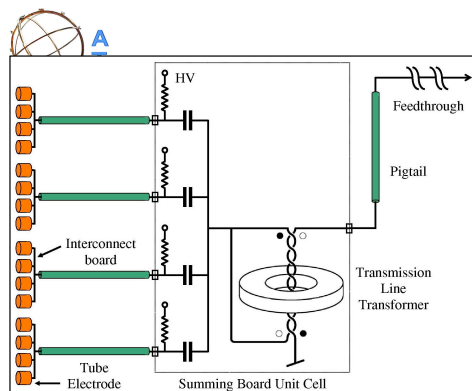 A
HV
Feedthrough
Pigtail
Interconnect
board
Transmission
Line
Transformer
Tube
Electrode
Summing Board Unit Cell